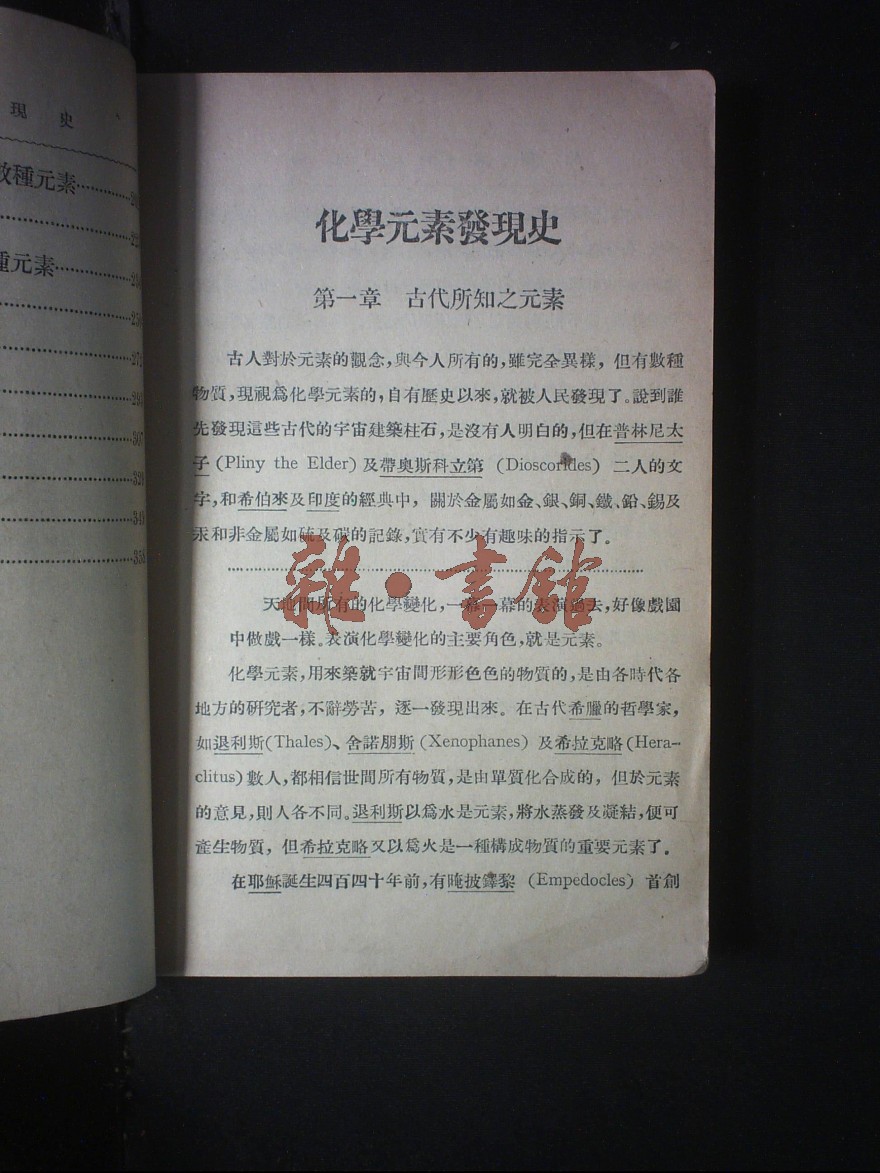 現 史
數種元素
種元素
307
化學元素發現史
第一章 古代所知之元素
古人對於元素的觀念，與今人所有的，雖完全異樣，但有數種
物質，現視爲化學元素的，自有歷史以來，就被人民發現了。說到誰
先發現這些古代的宇宙建築柱石，是沒有人明白的，但在普林尼太
子 (Pliny the Elder) 及帶奧斯科立第 (Dioscorides) 二人的文
字，和希伯來及印度的經典中，關於金屬如金、銀、銅、鐵、鉛、錫及
汞和非金屬如硫及碳的記錄，實有不少有趣味的指示了。
天地間所有的化學變化，一幕一幕的表演過去，好像戲園
中做戲一樣。表演化學變化的主要角色，就是元素。
化學元素，用來築就宇宙間形形色色的物質的，是由各時代各
地方的研究者，不辭勞苦，逐一發現出來。在古代希臘的哲學家，
如退利斯(Thales)、舍諾朋斯 (Xenophanes) 及希拉克略 (Hera-
clitus) 數人，都相信世間所有物質，是由單質化合成的，但於元素
的意見，則人各不同。退利斯以爲水是元素，將水蒸發及凝結，便可
產生物質，但希拉克略又以爲火是一種構成物質的重要元素了。
在耶穌誕生四百四十年前，有晻披鐸黎 (Empedocles) 首創
雜·書館